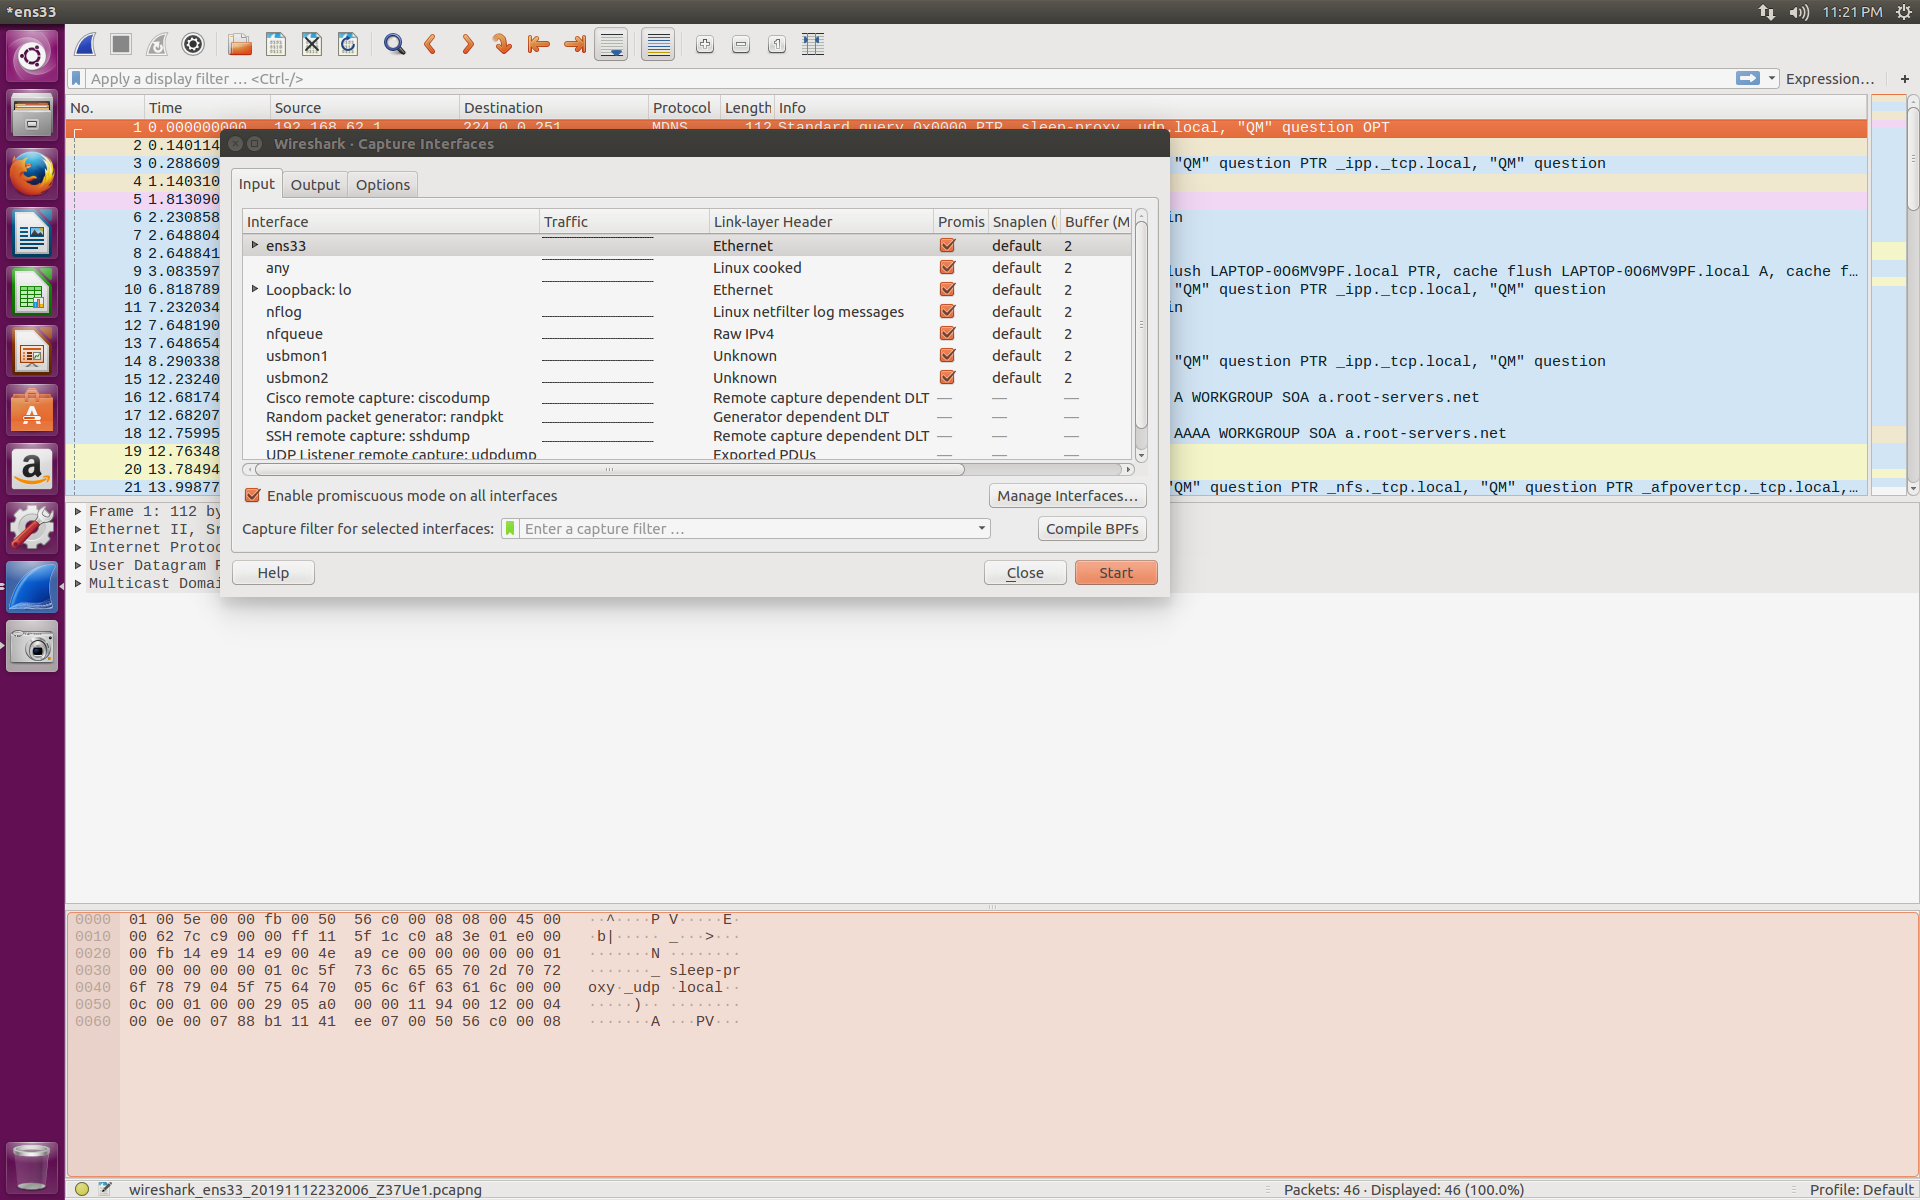 *ens33
11:21 PM
Apply a display filter … <Ctrl-/>
Expression…
+
No. Time Source Destination Protocol Length Info
1 0.000000000 192.168.62.1 224.0.0.251 MDNS 112 Standard query 0x0000 PTR _sleep-proxy._udp.local, "QM" question OPT
2 0.140114
3 0.288609 "QM" question PTR _ipp._tcp.local, "QM" question
4 1.140310
5 1.813090
6 2.230858 in
7 2.648804
8 2.648841
9 3.083597 lush LAPTOP-0O6MV9PF.local PTR, cache flush LAPTOP-0O6MV9PF.local A, cache f…
10 6.818789 "QM" question PTR _ipp._tcp.local, "QM" question
11 7.232034 in
12 7.648190
13 7.648654
14 8.290338 "QM" question PTR _ipp._tcp.local, "QM" question
15 12.23240
16 12.68174 A WORKGROUP SOA a.root-servers.net
17 12.68207
18 12.75995 AAAA WORKGROUP SOA a.root-servers.net
19 12.76348
20 13.78494
21 13.99877 "QM" question PTR _nfs._tcp.local, "QM" question PTR _afpovertcp._tcp.local,…
Wireshark · Capture Interfaces
Input Output Options
Interface Traffic Link-layer Header Promis Snaplen ( Buffer (M
ens33 Ethernet default 2
any Linux cooked default 2
Loopback: lo Ethernet default 2
nflog Linux netfilter log messages default 2
nfqueue Raw IPv4 default 2
usbmon1 Unknown default 2
usbmon2 Unknown default 2
Cisco remote capture: ciscodump Remote capture dependent DLT — — —
Random packet generator: randpkt Generator dependent DLT — — —
SSH remote capture: sshdump Remote capture dependent DLT — — —
UDP Listener remote capture: udpdump Exported PDUs
Enable promiscuous mode on all interfaces
Manage Interfaces…
Capture filter for selected interfaces: Enter a capture filter …
Compile BPFs
Help Close Start
Frame 1: 112 by
Ethernet II, Sr
Internet Protoc
User Datagram P
Multicast Domai
0000 01 00 5e 00 00 fb 00 50 56 c0 00 08 08 00 45 00 ··^····P V·····E·
0010 00 62 7c c9 00 00 ff 11 5f 1c c0 a8 3e 01 e0 00 ·b|····· _···>···
0020 00 fb 14 e9 14 e9 00 4e a9 ce 00 00 00 00 00 01 ·······N ········
0030 00 00 00 00 00 01 0c 5f 73 6c 65 65 70 2d 70 72 ·······_ sleep-pr
0040 6f 78 79 04 5f 75 64 70 05 6c 6f 63 61 6c 00 00 oxy·_udp ·local··
0050 0c 00 01 00 00 29 05 a0 00 00 11 94 00 12 00 04 ·····)·· ········
0060 00 0e 00 07 88 b1 11 41 ee 07 00 50 56 c0 00 08 ·······A ···PV···
wireshark_ens33_20191112232006_Z37Ue1.pcapng
Packets: 46 · Displayed: 46 (100.0%)
Profile: Default